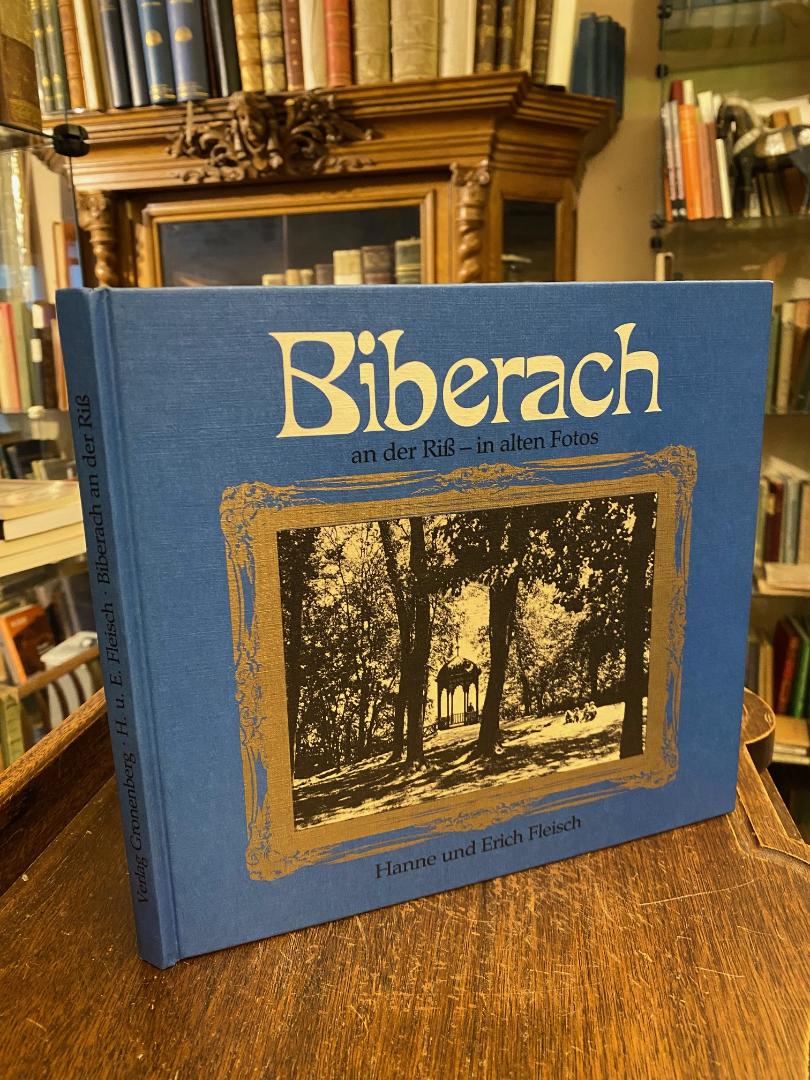 Biberach
an der Riß – in alten Fotos
Hanne und Erich Fleisch
Verlag Gronenberg · H. u. E. Fleisch · Biberach an der Riß